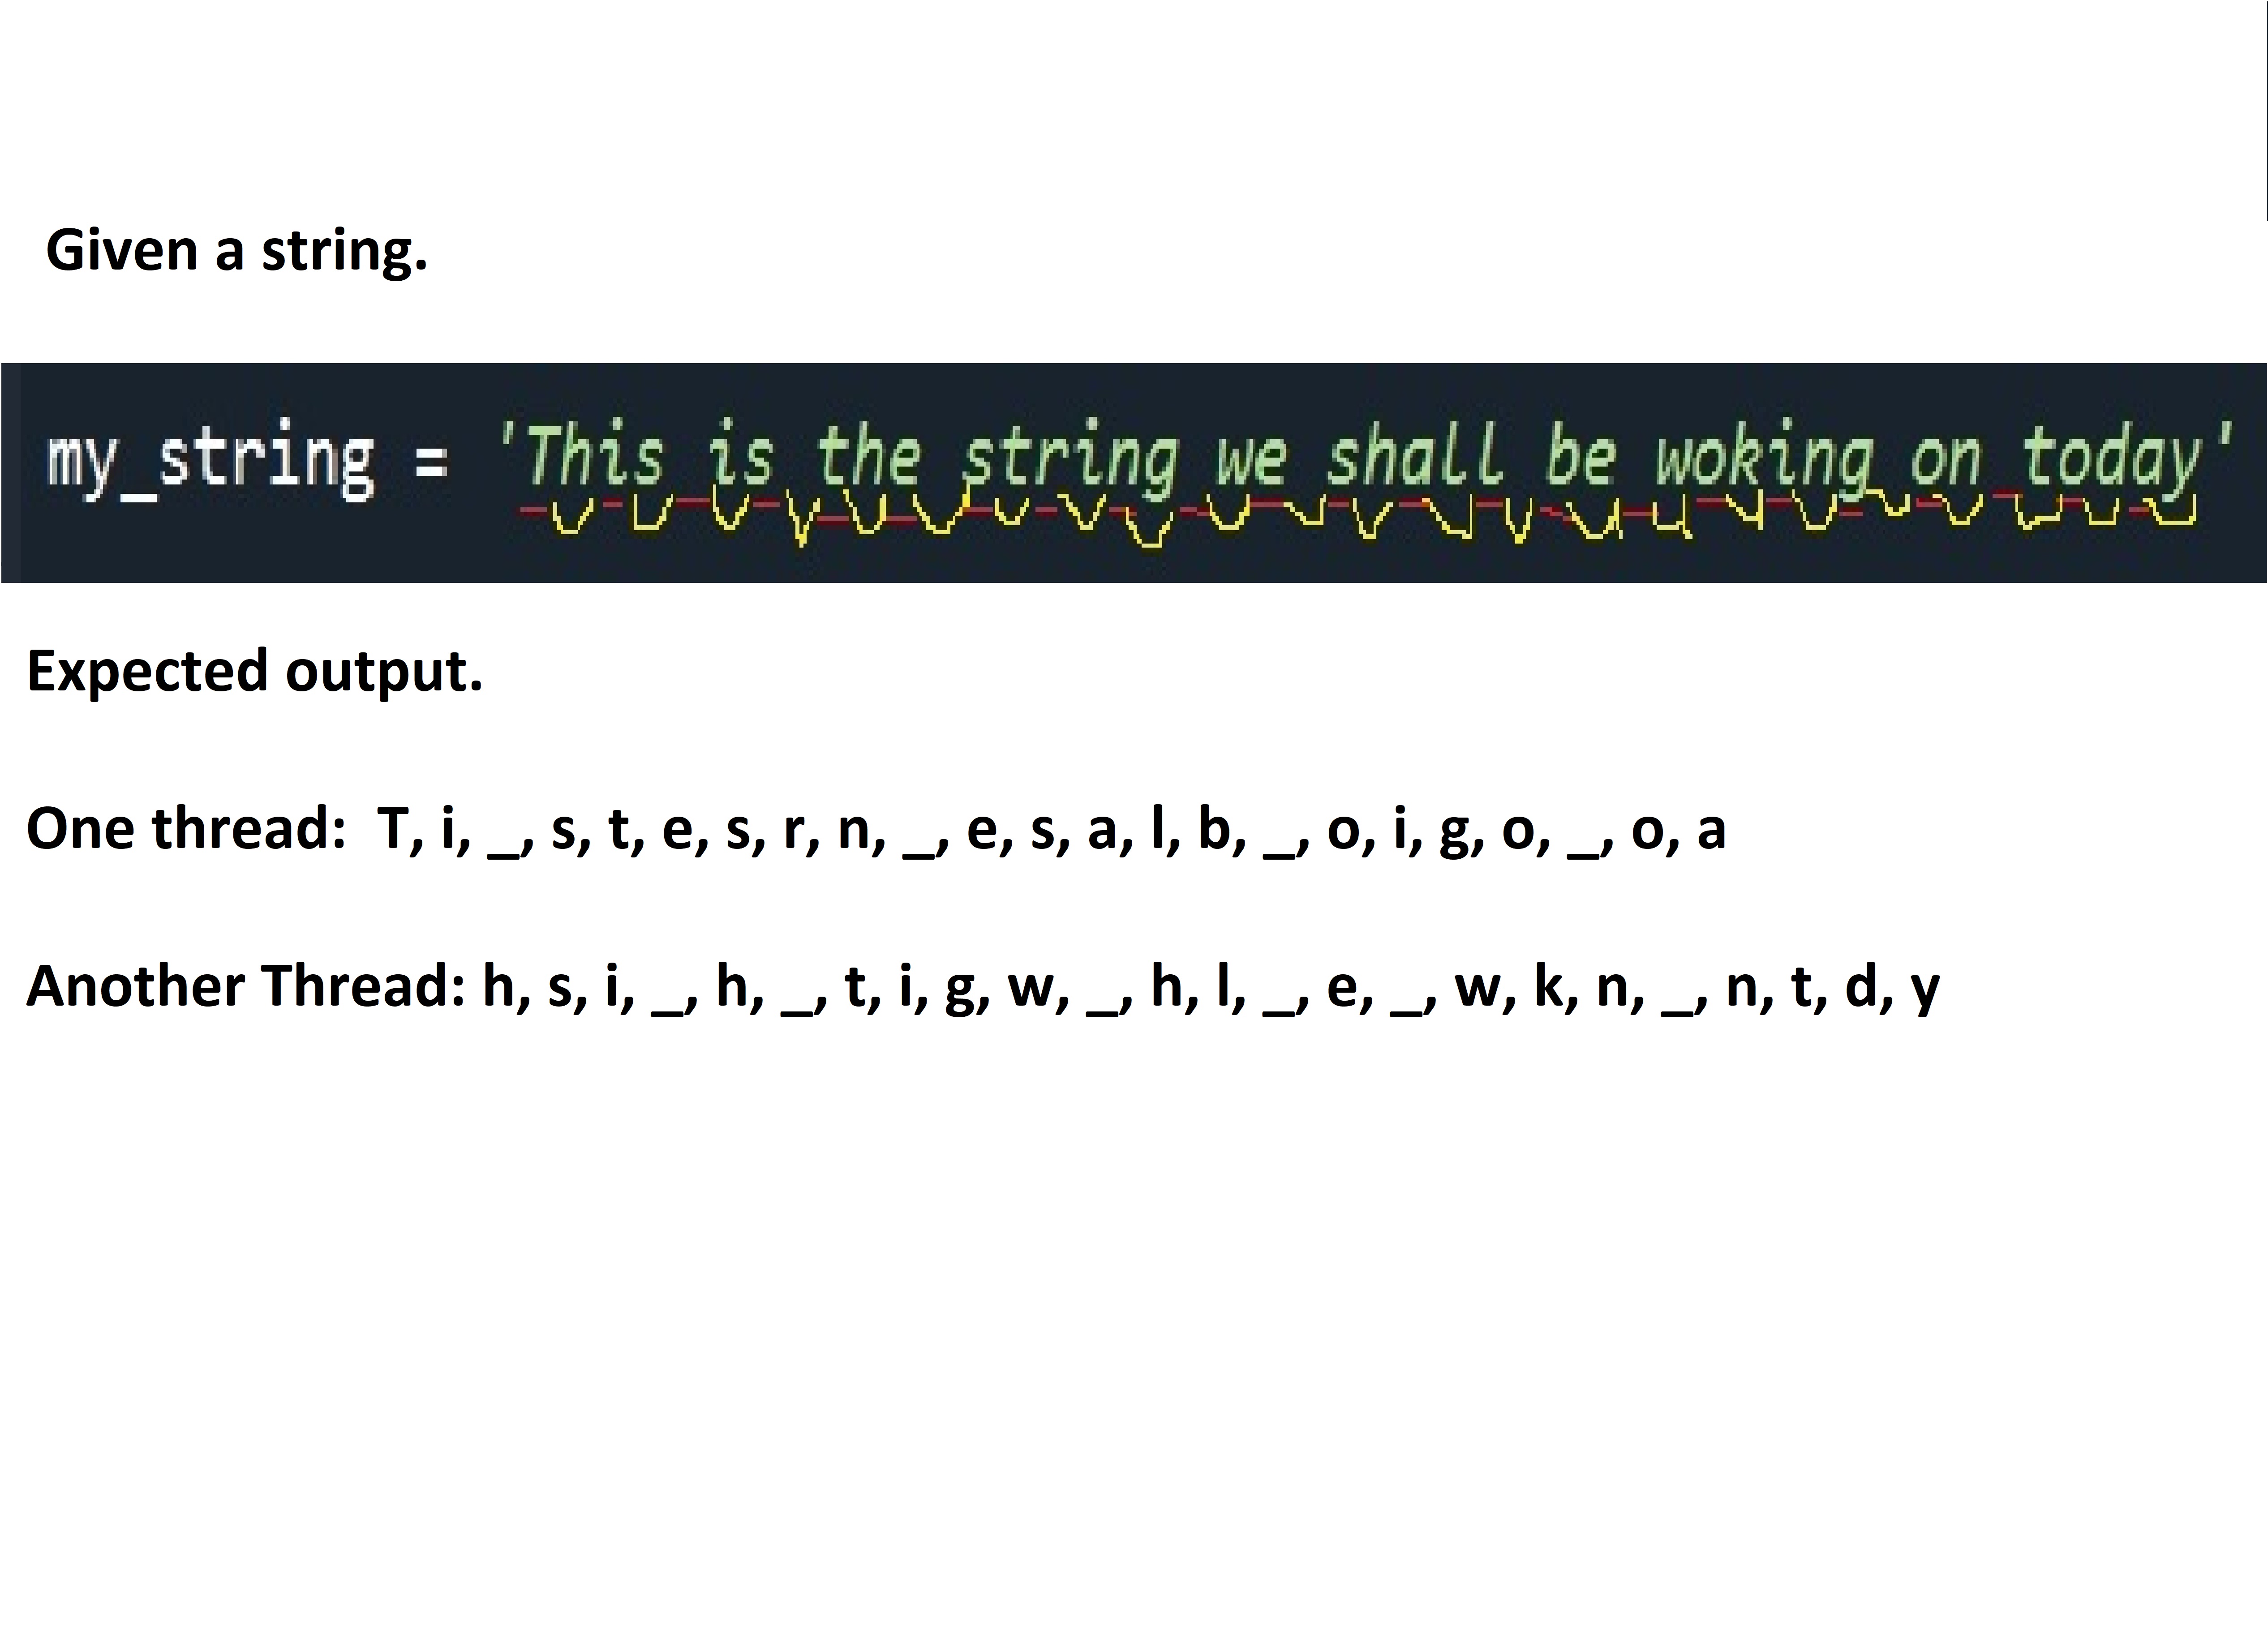 Given a string.
my_string = 'This is the string we shall be woking on today'
Expected output.
One thread: T, i, _, s, t, e, s, r, n, _, e, s, a, l, b, _, o, i, g, o, _, o, a
Another Thread: h, s, i, _, h, _, t, i, g, w, _, h, l, _, e, _, w, k, n, _, n, t, d, y